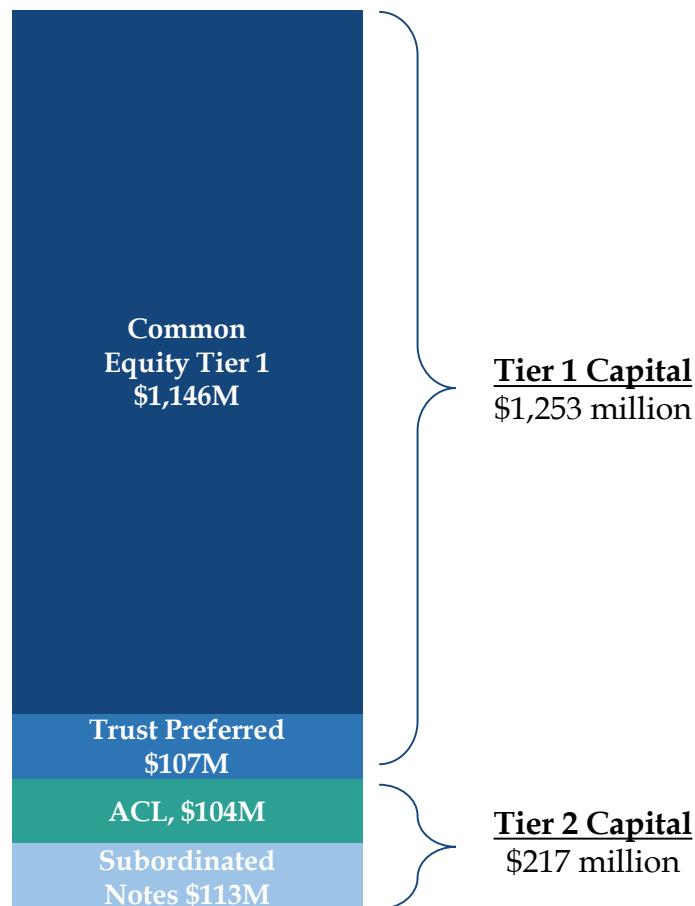 Common
Equity Tier 1
$1,146M
Tier 1 Capital
$1,253 million
Trust Preferred
$107M
ACL, $104M
Subordinated
Notes $113M
Tier 2 Capital
$217 million